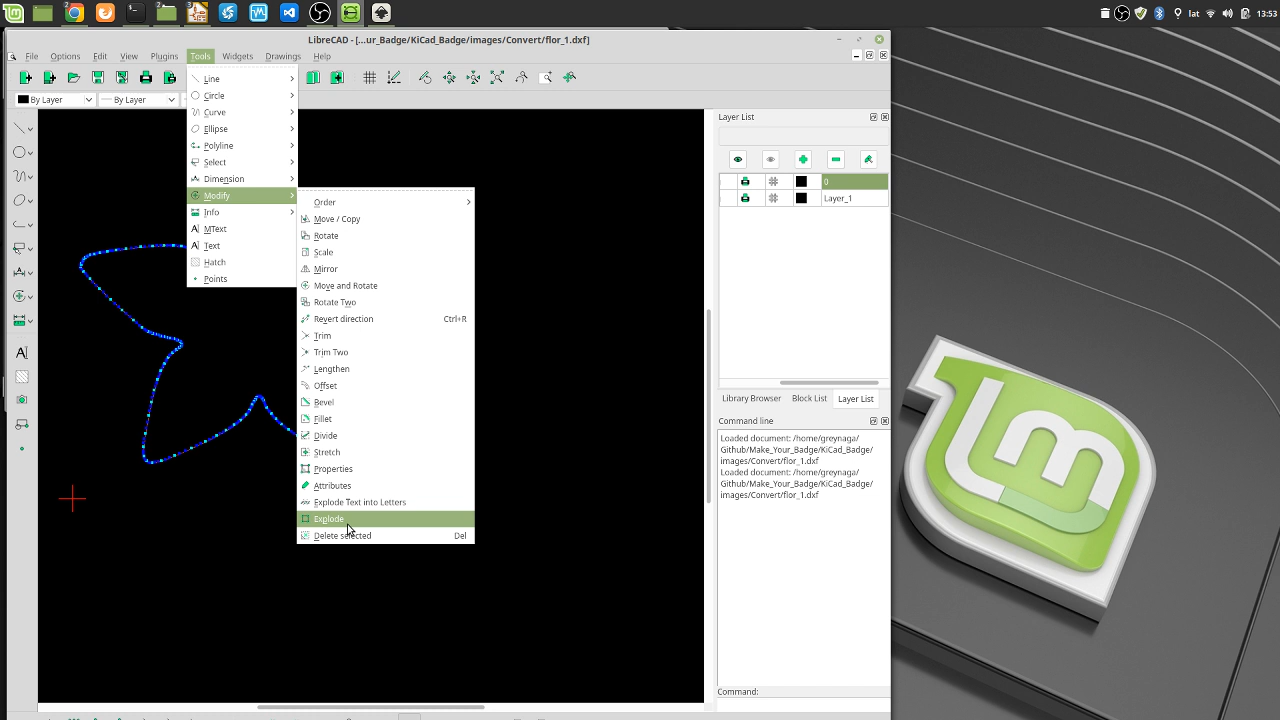 lat
13:53
LibreCAD - [...ur_Badge/KiCad_Badge/images/Convert/flor_1.dxf]
File Options Edit View Plugins Tools Widgets Drawings Help
By Layer
By Layer
Line
Circle
Curve
Ellipse
Polyline
Select
Dimension
Modify
Info
MText
Text
Hatch
Points
Order
Move / Copy
Rotate
Scale
Mirror
Move and Rotate
Rotate Two
Revert direction Ctrl+R
Trim
Trim Two
Lengthen
Offset
Bevel
Fillet
Divide
Stretch
Properties
Attributes
Explode Text into Letters
Explode
Delete selected Del
Layer List
0
Layer_1
Library Browser Block List Layer List
Command line
Loaded document: /home/greynaga/
Github/Make_Your_Badge/KiCad_Badge/
images/Convert/flor_1.dxf
Loaded document: /home/greynaga/
Github/Make_Your_Badge/KiCad_Badge/
images/Convert/flor_1.dxf
Command: